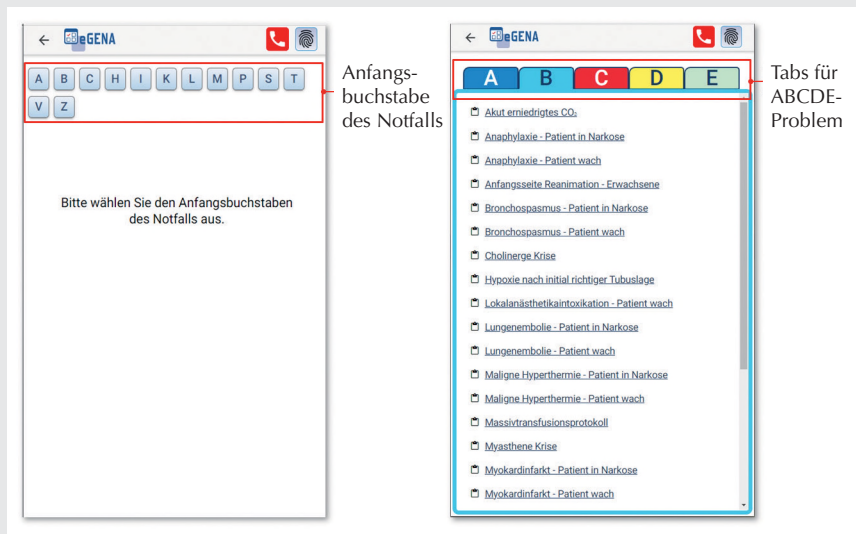 eGENA
A B C H I K L M P S T
V Z
Bitte wählen Sie den Anfangsbuchstaben
des Notfalls aus.
Anfangs-
buchstabe
des Notfalls
eGENA
A B C D E
Akut erniedrigtes CO₂
Anaphylaxie - Patient in Narkose
Anaphylaxie - Patient wach
Anfangsseite Reanimation - Erwachsene
Bronchospasmus - Patient in Narkose
Bronchospasmus - Patient wach
Cholinerge Krise
Hypoxie nach initial richtiger Tubuslage
Lokalanästhetikaintoxikation - Patient wach
Lungenembolie - Patient in Narkose
Lungenembolie - Patient wach
Maligne Hyperthermie - Patient in Narkose
Maligne Hyperthermie - Patient wach
Massivtransfusionsprotokoll
Myasthene Krise
Myokardinfarkt - Patient in Narkose
Myokardinfarkt - Patient wach
Tabs für
ABCDE-
Problem